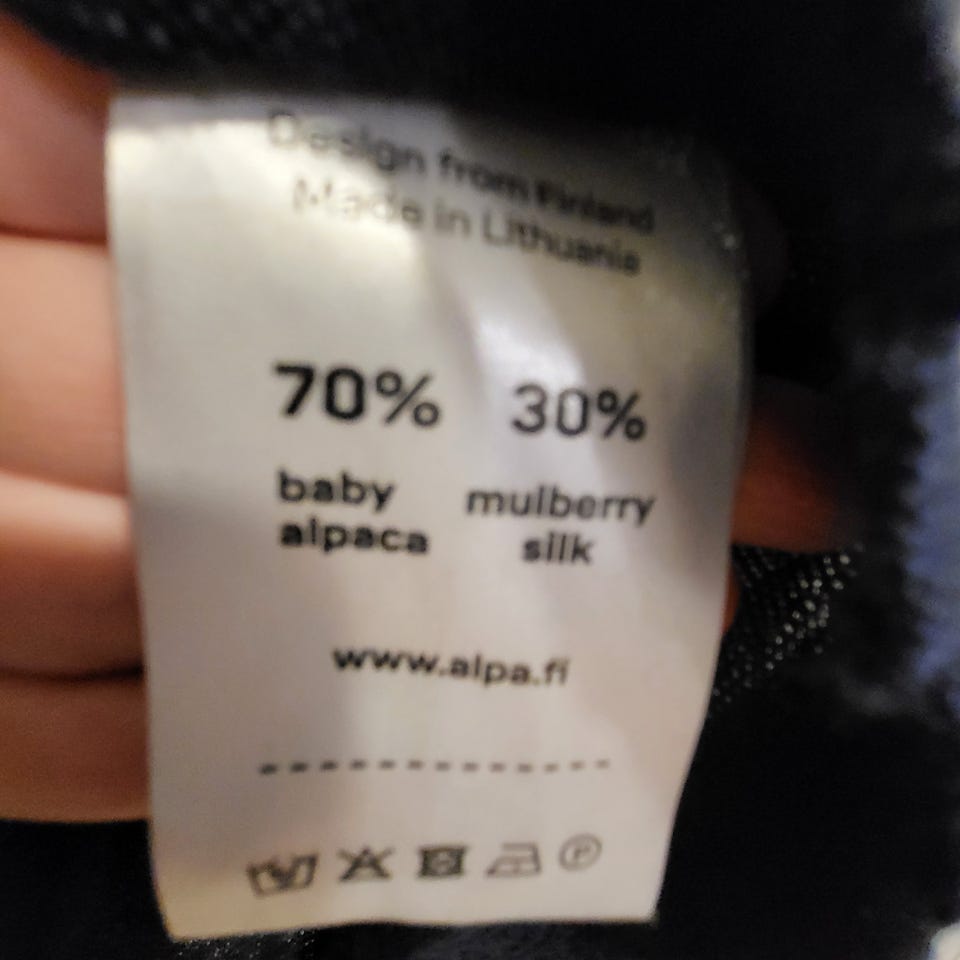 Design from Finland
Made in Lithuania
70% 30%
baby mulberry
alpaca silk
www.alpa.fi
P